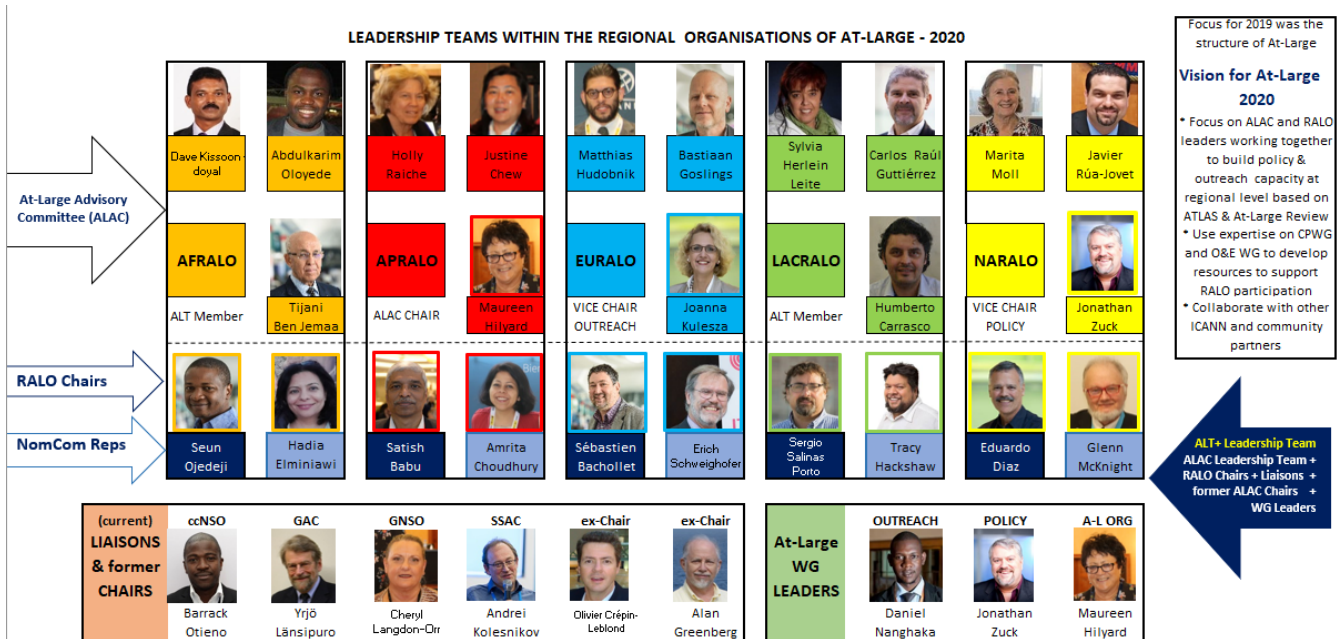 LEADERSHIP TEAMS WITHIN THE REGIONAL ORGANISATIONS OF AT-LARGE - 2020
Focus for 2019 was the
structure of At-Large
Vision for At-Large
2020
* Focus on ALAC and RALO
leaders working together
to build policy &
outreach capacity at
regional level based on
ATLAS & At-Large Review
* Use expertise on CPWG
and O&E WG to develop
resources to support
RALO participation
* Collaborate with other
ICANN and community
partners
At-Large Advisory
Committee (ALAC)
Dave Kissoon-
doyal
Abdulkarim
Oloyede
Holly
Raiche
Justine
Chew
Matthias
Hudobnik
Bastiaan
Goslings
Sylvia
Herlein
Leite
Carlos Raúl
Guttiérrez
Marita
Moll
Javier
Rúa-Jovet
AFRALO
ALT Member
Tijani
Ben Jemaa
APRALO
ALAC CHAIR
Maureen
Hilyard
EURALO
VICE CHAIR
OUTREACH
Joanna
Kulesza
LACRALO
ALT Member
Humberto
Carrasco
NARALO
VICE CHAIR
POLICY
Jonathan
Zuck
RALO Chairs
NomCom Reps
Seun
Ojedeji
Hadia
Elminiawi
Satish
Babu
Amrita
Choudhury
Sébastien
Bachollet
Erich
Schweighofer
Sergio
Salinas
Porto
Tracy
Hackshaw
Eduardo
Diaz
Glenn
McKnight
ALT+ Leadership Team
ALAC Leadership Team +
RALO Chairs + Liaisons +
former ALAC Chairs +
WG Leaders
(current)
LIAISONS
& former
CHAIRS
ccNSO
Barrack
Otieno
GAC
Yrjö
Länsipuro
GNSO
Cheryl
Langdon-Orr
SSAC
Andrei
Kolesnikov
ex-Chair
Olivier Crépin-
Leblond
ex-Chair
Alan
Greenberg
At-Large
WG
LEADERS
OUTREACH
Daniel
Nanghaka
POLICY
Jonathan
Zuck
A-L ORG
Maureen
Hilyard